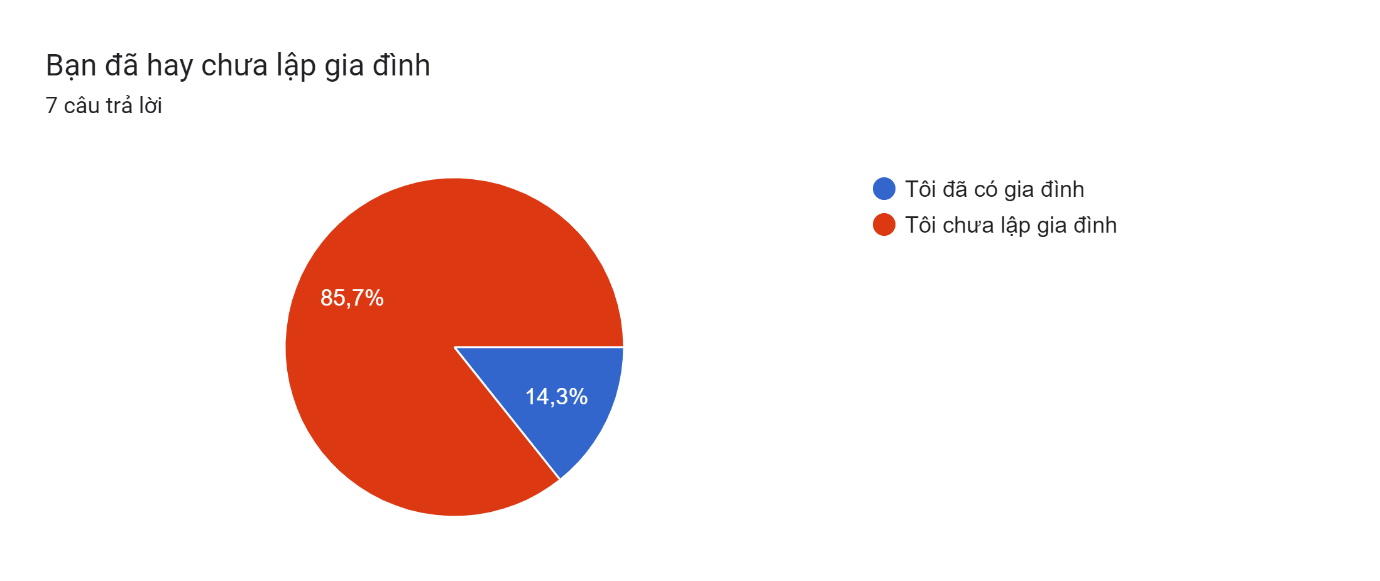 Bạn đã hay chưa lập gia đình
7 câu trả lời
Tôi đã có gia đình
Tôi chưa lập gia đình
85,7%
14,3%